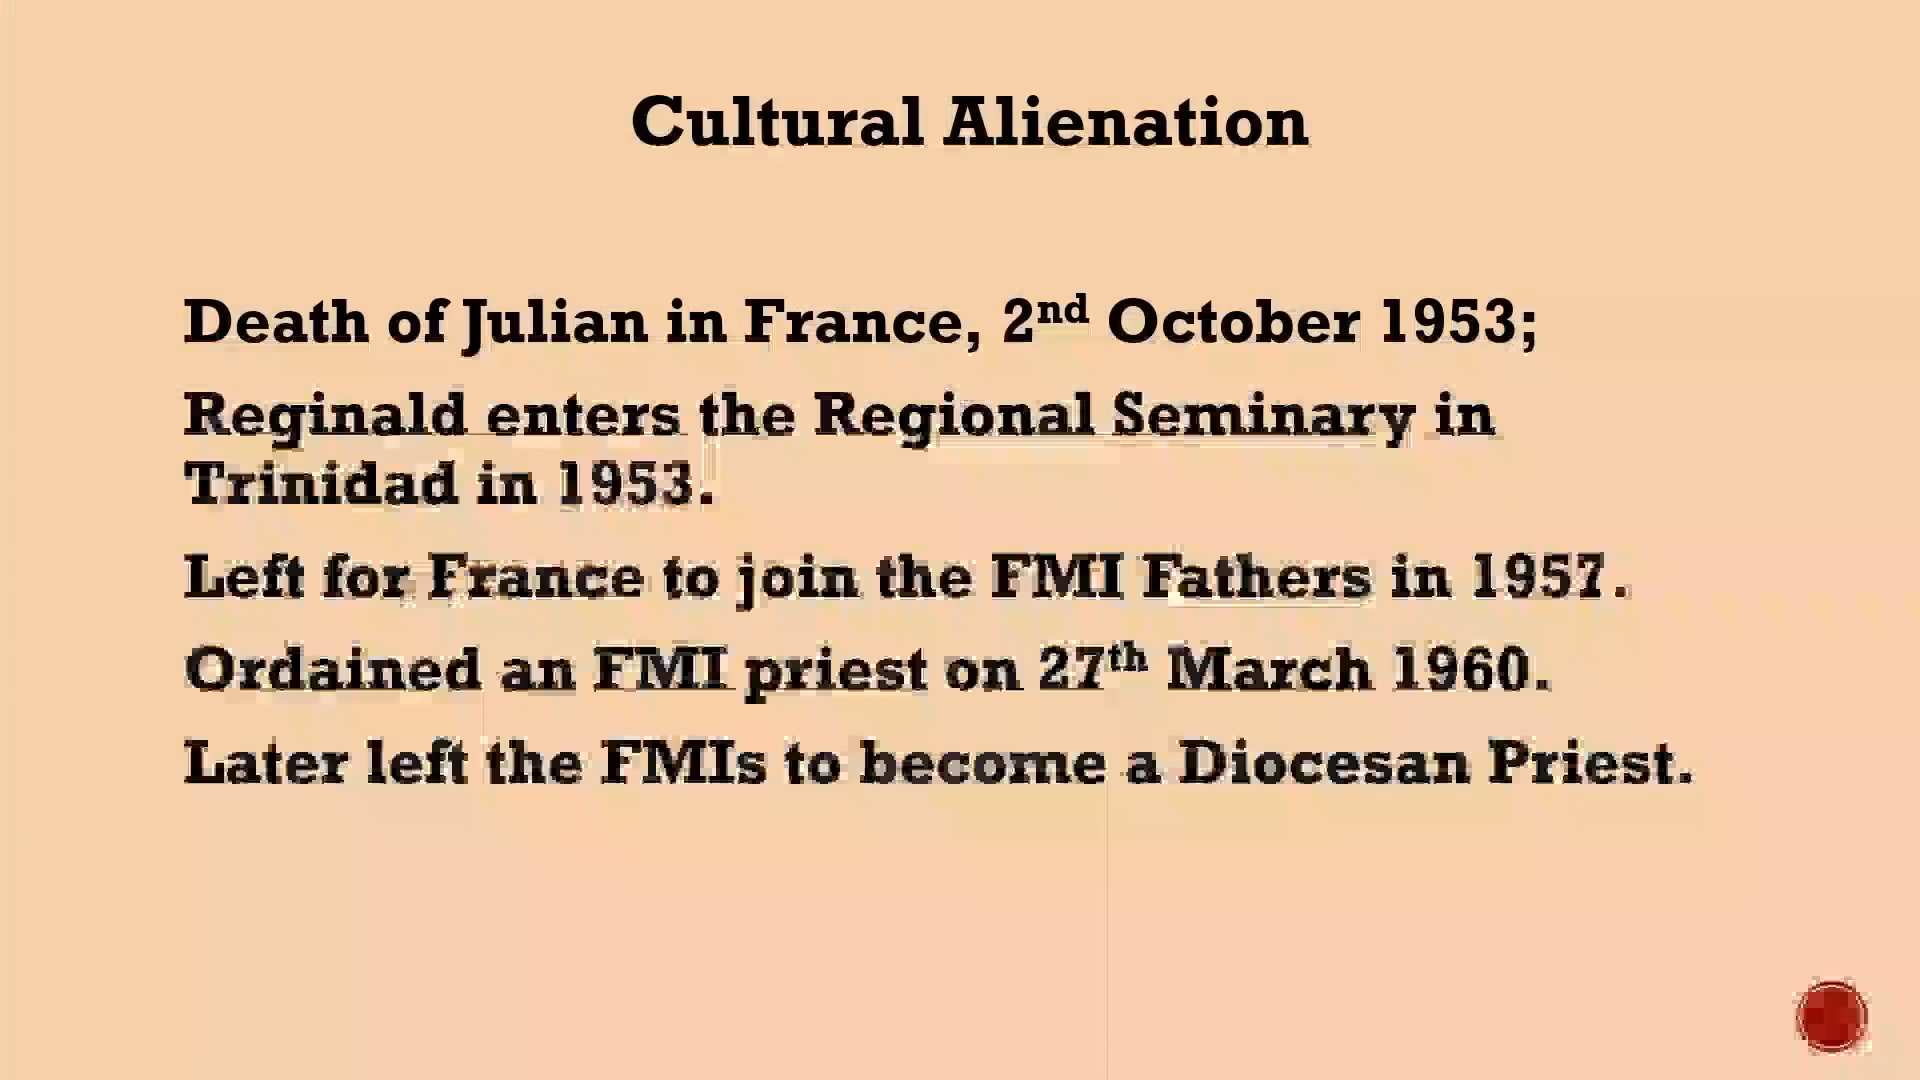 Cultural Alienation
Death of Julian in France, 2nd October 1953;
Reginald enters the Regional Seminary in
Trinidad in 1953.
Left for France to join the FMI Fathers in 1957.
Ordained an FMI priest on 27th March 1960.
Later left the FMIs to become a Diocesan Priest.